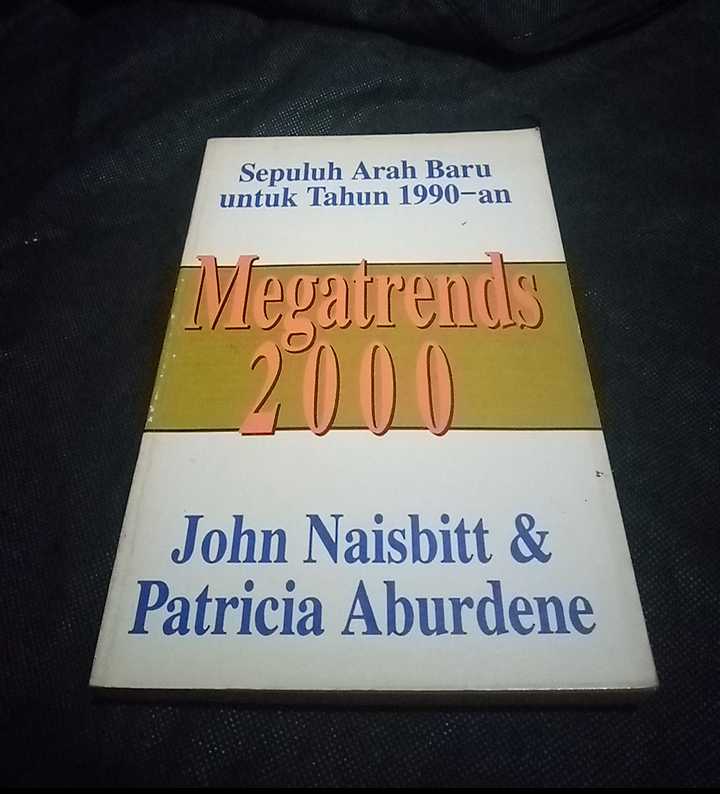 Sepuluh Arah Baru
untuk Tahun 1990-an
Megatrends
2000
John Naisbitt &
Patricia Aburdene